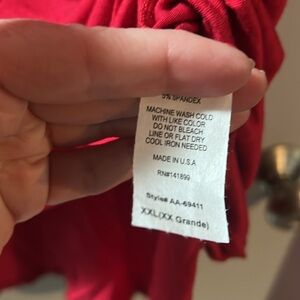 5% SPANDEX
MACHINE WASH COLD
WITH LIKE COLOR
DO NOT BLEACH
LINE OR FLAT DRY
COOL IRON NEEDED
MADE IN U.S.A
RN#141899
Style# AA-69411
XXL(XX Grande)